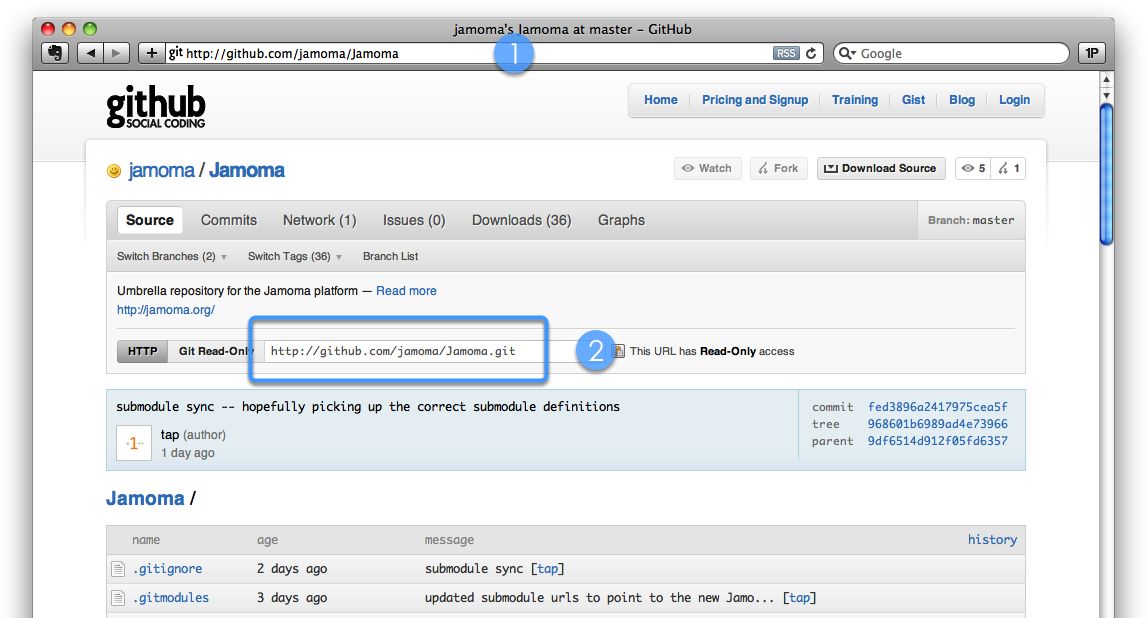 jamoma's Jamoma at master – GitHub
git http://github.com/jamoma/Jamoma 1 RSS Google 1P
github
SOCIAL CODING
Home Pricing and Signup Training Gist Blog Login
jamoma / Jamoma Watch Fork Download Source 5 1
Source Commits Network (1) Issues (0) Downloads (36) Graphs Branch: master
Switch Branches (2) Switch Tags (36) Branch List
Umbrella repository for the Jamoma platform — Read more
http://jamoma.org/
HTTP Git Read-Only http://github.com/jamoma/Jamoma.git 2 This URL has Read-Only access
submodule sync -- hopefully picking up the correct submodule definitions
commit fed3896a2417975cea5f
tree 968601b6989ad4e73966
parent 9df6514d912f05fd6357
-1-
tap (author)
1 day ago
Jamoma /
name age message history
.gitignore 2 days ago submodule sync [tap]
.gitmodules 3 days ago updated submodule urls to point to the new Jamo... [tap]